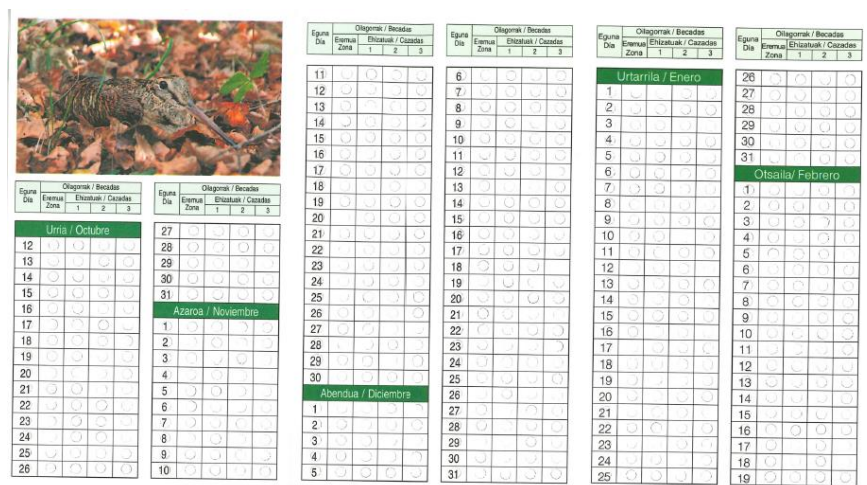 Eguna
Día
Oilagorrak / Becadas
Eremua
Zona
Ehizatuak / Cazadas
1 2 3
Urria / Octubre
12
13
14
15
16
17
18
19
20
21
22
23
24
25
26
Eguna
Día
Oilagorrak / Becadas
Eremua
Zona
Ehizatuak / Cazadas
1 2 3
27
28
29
30
31
Azaroa / Noviembre
1
2
3
4
5
6
7
8
9
10
Eguna
Día
Oilagorrak / Becadas
Eremua
Zona
Ehizatuak / Cazadas
1 2 3
11
12
13
14
15
16
17
18
19
20
21
22
23
24
25
26
27
28
29
30
Abendua / Diciembre
1
2
3
4
5
Eguna
Día
Oilagorrak / Becadas
Eremua
Zona
Ehizatuak / Cazadas
1 2 3
6
7
8
9
10
11
12
13
14
15
16
17
18
19
20
21
22
23
24
25
26
27
28
29
30
31
Eguna
Día
Oilagorrak / Becadas
Eremua
Zona
Ehizatuak / Cazadas
1 2 3
Urtarrila / Enero
1
2
3
4
5
6
7
8
9
10
11
12
13
14
15
16
17
18
19
20
21
22
23
24
25
Eguna
Día
Oilagorrak / Becadas
Eremua
Zona
Ehizatuak / Cazadas
1 2 3
26
27
28
29
30
31
Otsaila/ Febrero
1
2
3
4
5
6
7
8
9
10
11
12
13
14
15
16
17
18
19